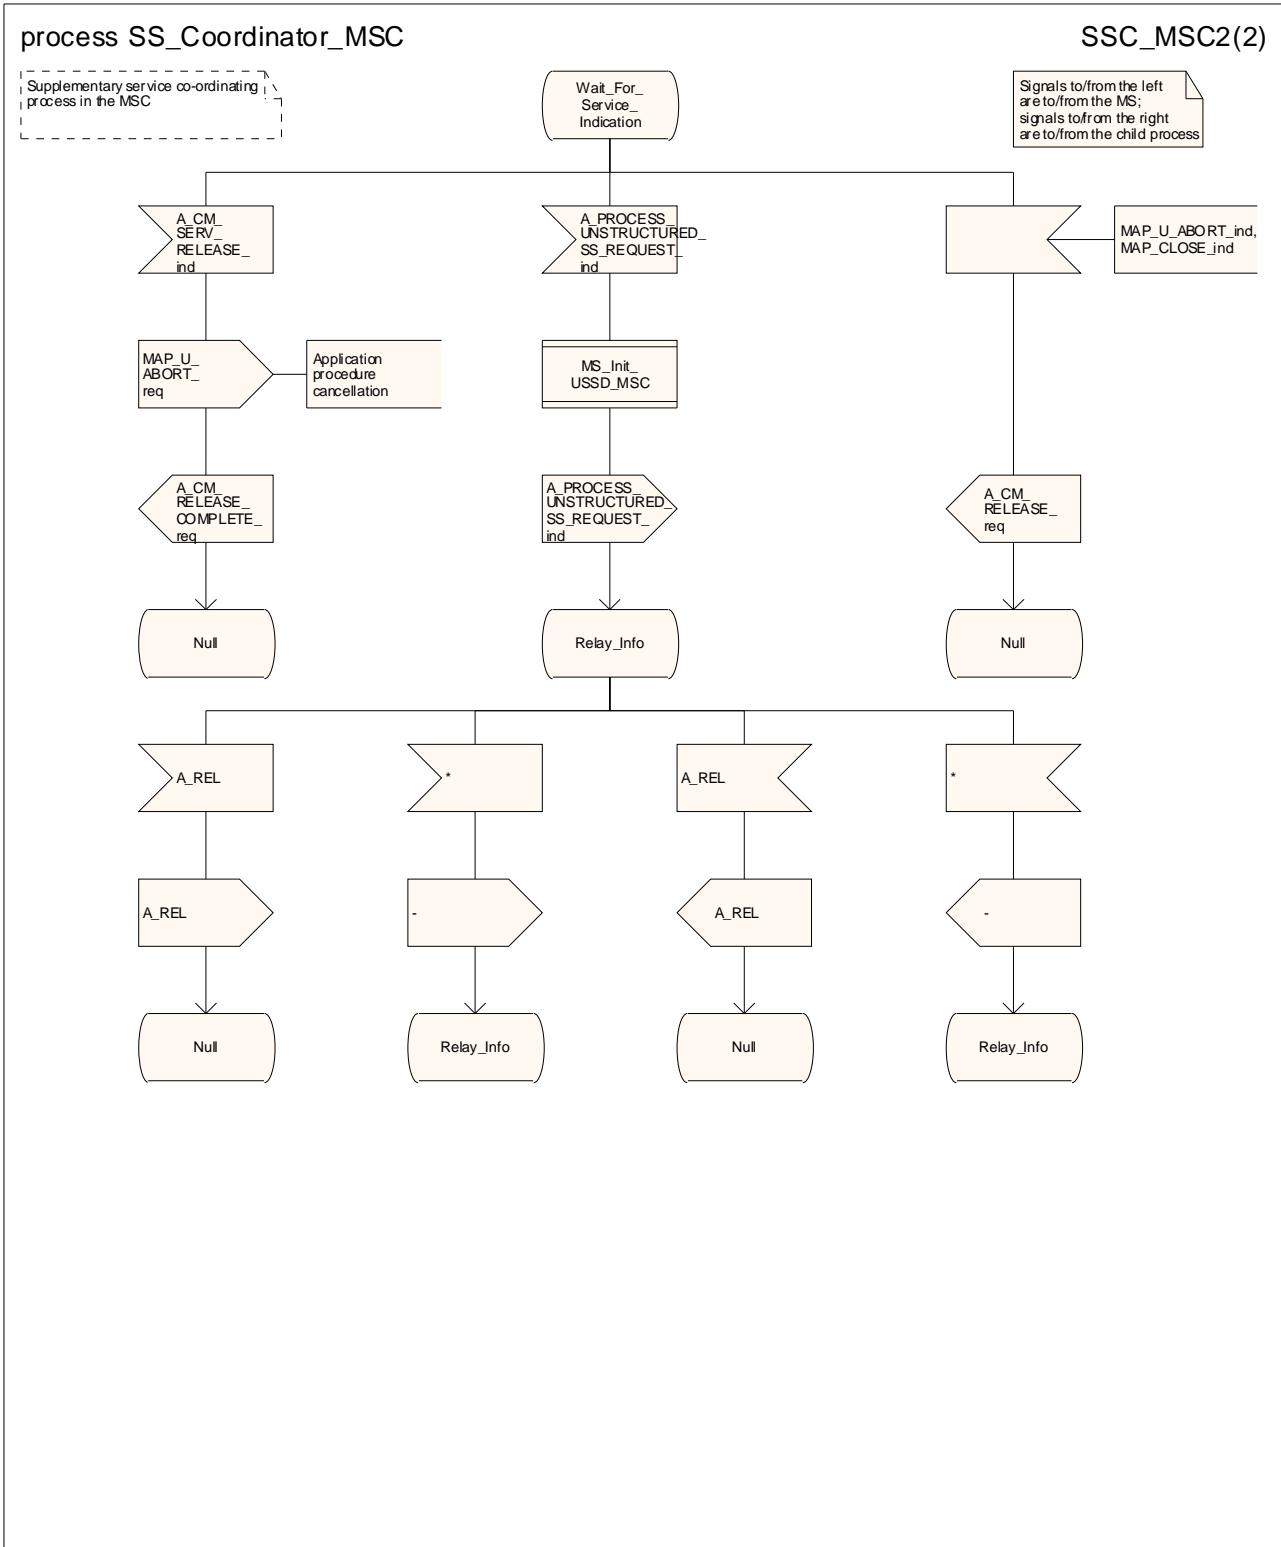 process SS_Coordinator_MSC
SSC_MSC2(2)
Supplementary service co-ordinating
process in the MSC
Wait_For_
Service_
Indication
Signals to/from the left
are to/from the MS;
signals to/from the right
are to/from the child process
A_CM_
SERV_
RELEASE_
ind
A_PROCESS_
UNSTRUCTURED_
SS_REQUEST_
ind
MAP_U_ABORT_ind,
MAP_CLOSE_ind
MAP_U_
ABORT_
req
Application
procedure
cancellation
MS_Init_
USSD_MSC
A_CM_
RELEASE_
COMPLETE_
req
A_PROCESS_
UNSTRUCTURED_
SS_REQUEST_
ind
A_CM_
RELEASE_
req
Null
Relay_Info
Null
A_REL
*
A_REL
*
A_REL
-
A_REL
-
Null
Relay_Info
Null
Relay_Info